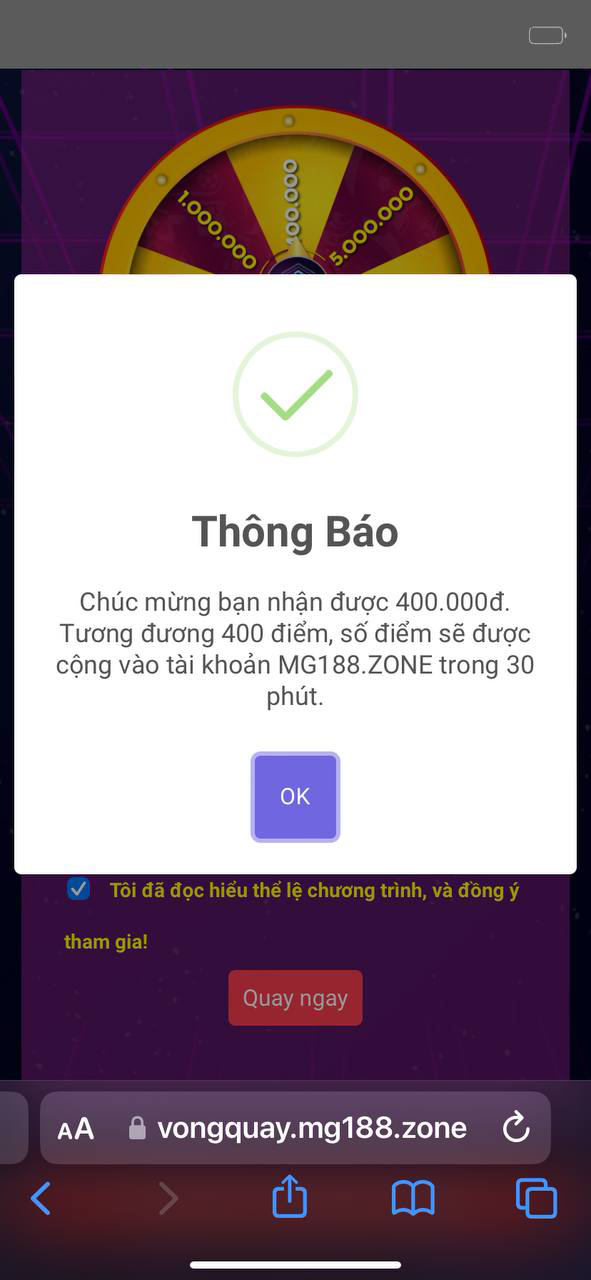 1.000.000
100.000
5.000.000
Thông Báo
Chúc mừng bạn nhận được 400.000đ.
Tương đương 400 điểm, số điểm sẽ được
cộng vào tài khoản MG188.ZONE trong 30
phút.
OK
Tôi đã đọc hiểu thể lệ chương trình, và đồng ý
tham gia!
Quay ngay
AA vongquay.mg188.zone